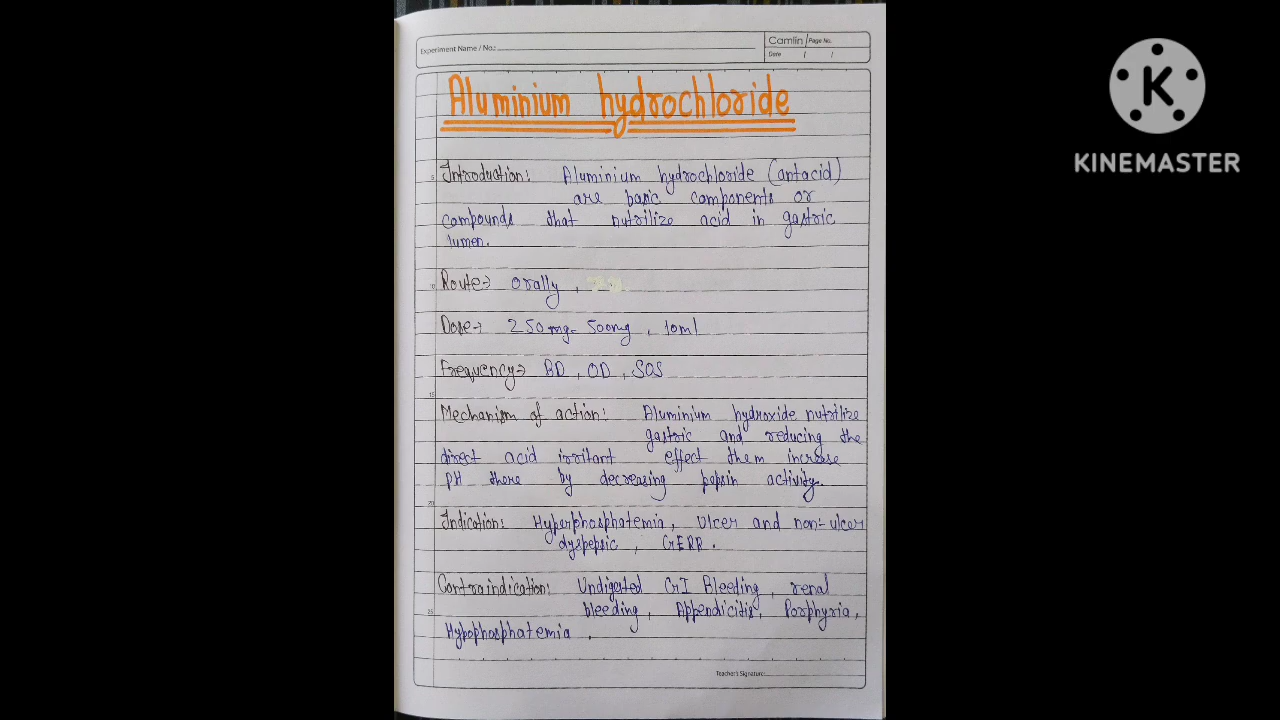 Experiment Name / No.:
Camlin Page No.
Date / /
KINEMASTER
Aluminium hydrochloride
Introduction: Aluminium hydrochloride (antacid)
are basic components or
compounds that nutrilize acid in gastric
lumen.
Route→ orally,
Dose→ 250mg- 500mg, 10ml
Frequency→ BD, OD, SOS
Mechanism of action: Aluminium hydroxide nutrilize
gastric and reducing the
direct acid irritant effect them increase
PH there by decreasing pepsin activity.
Indication: Hyperphosphatemia, Ulcer and non-ulcer
dyspepsic, GERR.
Contraindication: Undigested GI Bleeding, renal
bleeding, Appendicitis, Porphyria,
Hypophosphatemia.
Teacher's Signature: